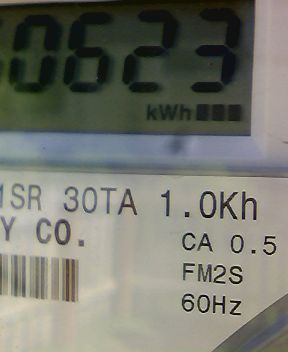 0623
kWh
1SR 30TA 1.0Kh
Y CO.
CA 0.5
FM2S
60Hz